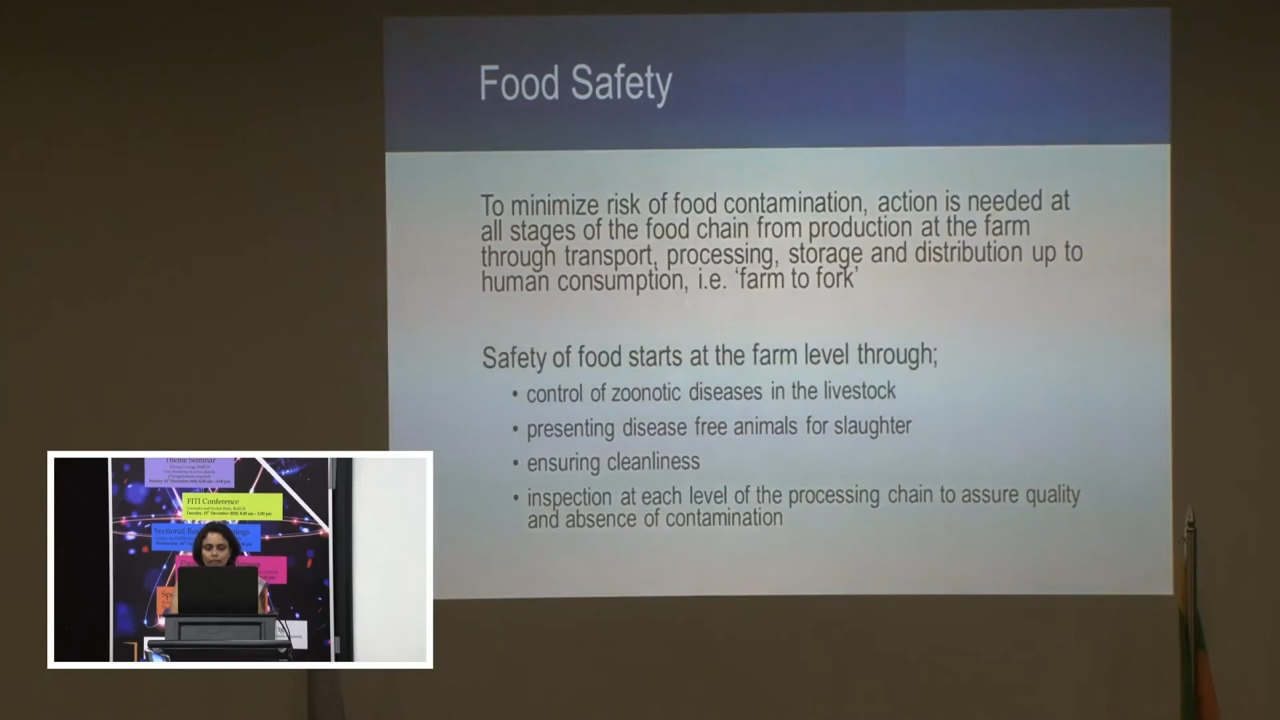 Food Safety
To minimize risk of food contamination, action is needed at
all stages of the food chain from production at the farm
through transport, processing, storage and distribution up to
human consumption, i.e. ‘farm to fork’
Safety of food starts at the farm level through;
• control of zoonotic diseases in the livestock
• presenting disease free animals for slaughter
• ensuring cleanliness
• inspection at each level of the processing chain to assure quality
and absence of contamination
Theme Seminar
FITI Conference
Sectional